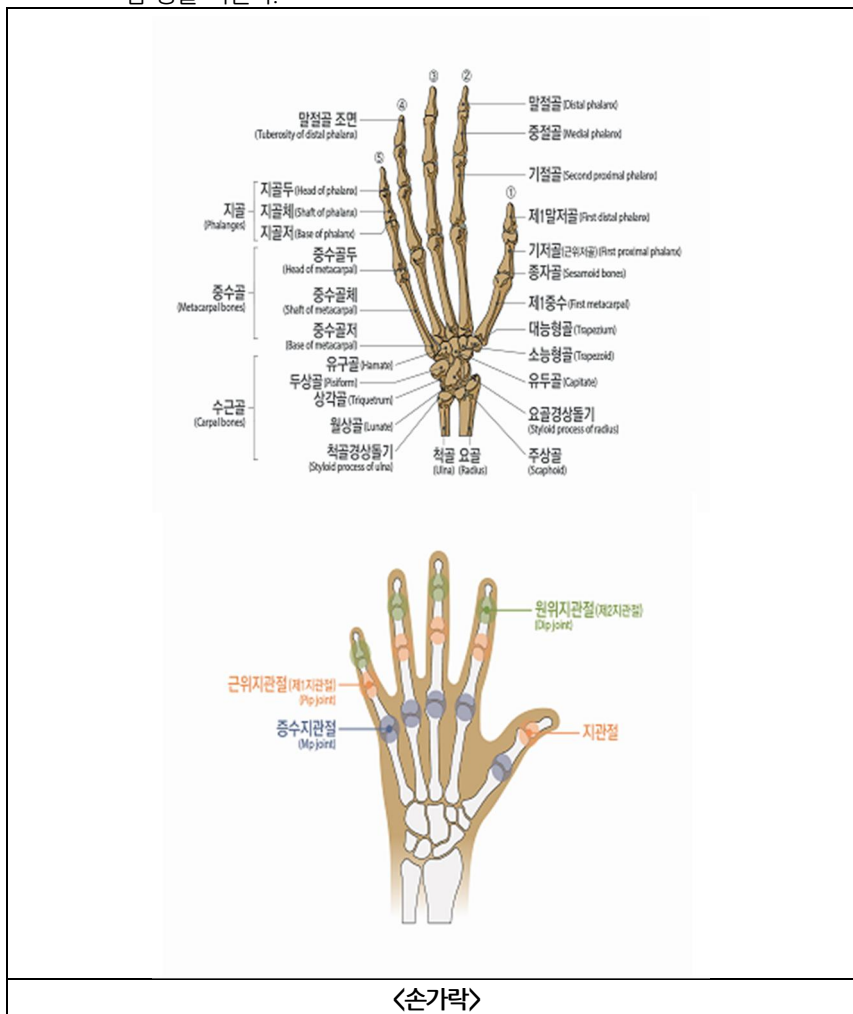 ③
②
④
⑤
①
말절골 조면
(Tuberosity of distal phalanx)
지골
(Phalanges)
지골두(Head of phalanx)
지골체(Shaft of phalanx)
지골저(Base of phalanx)
중수골
(Metacarpal bones)
중수골두
(Head of metacarpal)
중수골체
(Shaft of metacarpal)
중수골저
(Base of metacarpal)
수근골
(Carpal bones)
유구골(Hamate)
두상골(Pisiform)
삼각골(Triquetrum)
월상골(Lunate)
척골경상돌기
(Styloid process of ulna)
척골
(Ulna)
요골
(Radius)
말절골(Distal phalanx)
중절골(Medial phalanx)
기절골(Second proximal phalanx)
제1말저골(First distal phalanx)
기저골(근위지골)(First proximal phalanx)
종자골(Sesamoid bones)
제1중수(First metacarpal)
대능형골(Trapezium)
소능형골(Trapezoid)
유두골(Capitate)
요골경상돌기
(Styloid process of radius)
주상골
(Scaphoid)
원위지관절(제2지관절)
(Dip joint)
근위지관절(제1지관절)
(Pip joint)
중수지관절
(Mp joint)
지관절
<손가락>